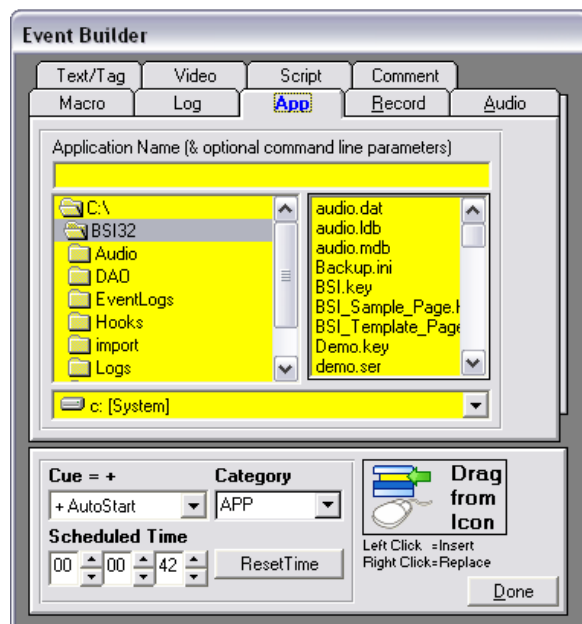 Event Builder
Text/Tag Video Script Comment
Macro Log App Record Audio
Application Name (& optional command line parameters)
C:\
BSI32
Audio
DAO
EventLogs
Hooks
import
Logs
audio.dat
audio.ldb
audio.mdb
Backup.ini
BSI.key
BSI_Sample_Page.H
BSI_Template_Page
Demo.key
demo.ser
c: [System]
Cue = +
+ AutoStart
Category
APP
Scheduled Time
00 00 42
ResetTime
Drag
from
Icon
Left Click =Insert
Right Click=Replace
Done